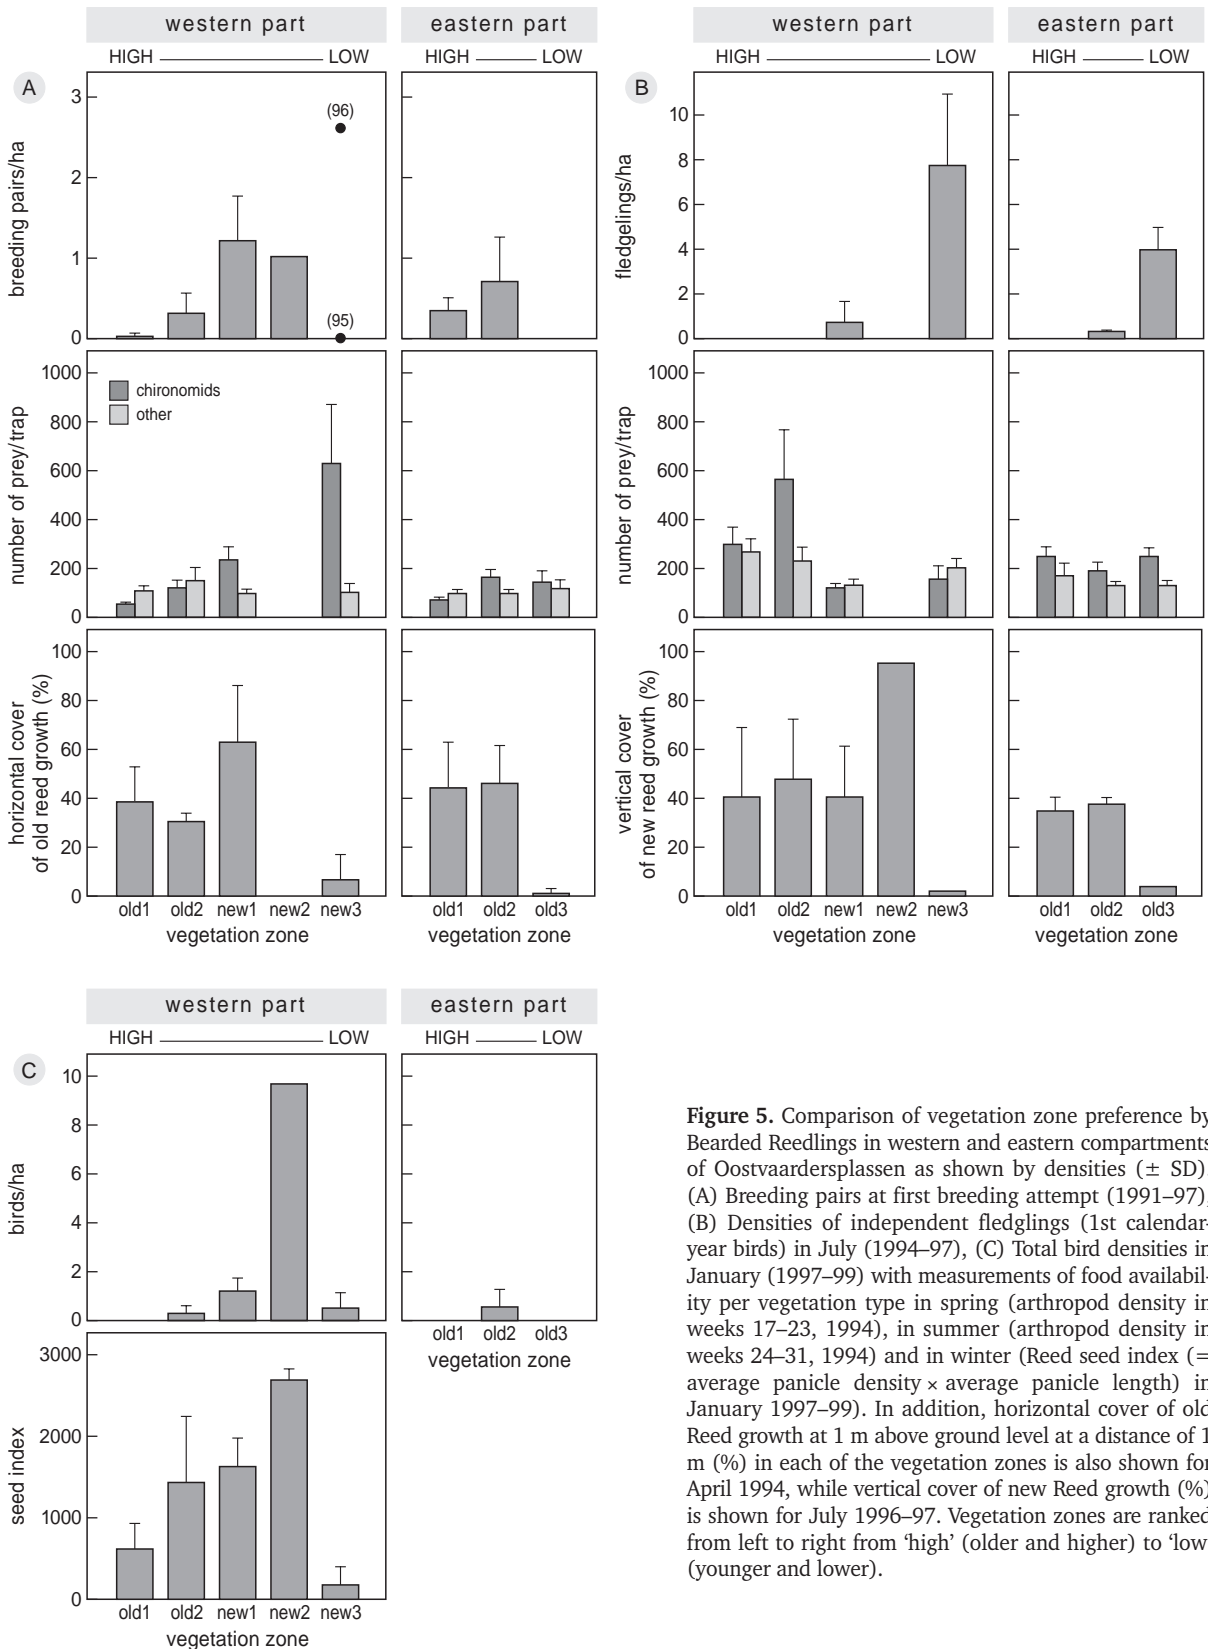 western part
eastern part
HIGH
LOW
HIGH
LOW
A
breeding pairs/ha
3
2
1
0
(96)
(95)
number of prey/trap
1000
800
600
400
200
0
chironomids
other
horizontal cover
of old reed growth (%)
100
80
60
40
20
0
old1 old2 new1 new2 new3
vegetation zone
old1 old2 old3
vegetation zone
western part
eastern part
HIGH
LOW
HIGH
LOW
B
fledgelings/ha
10
8
6
4
2
0
number of prey/trap
1000
800
600
400
200
0
vertical cover
of new reed growth (%)
100
80
60
40
20
0
old1 old2 new1 new2 new3
vegetation zone
old1 old2 old3
vegetation zone
western part
eastern part
HIGH
LOW
HIGH
LOW
C
birds/ha
10
8
6
4
2
0
old1 old2 old3
vegetation zone
seed index
3000
2000
1000
0
old1 old2 new1 new2 new3
vegetation zone
Figure 5. Comparison of vegetation zone preference by
Bearded Reedlings in western and eastern compartments
of Oostvaardersplassen as shown by densities (± SD).
(A) Breeding pairs at first breeding attempt (1991–97),
(B) Densities of independent fledglings (1st calendar-
year birds) in July (1994–97), (C) Total bird densities in
January (1997–99) with measurements of food availabil-
ity per vegetation type in spring (arthropod density in
weeks 17–23, 1994), in summer (arthropod density in
weeks 24–31, 1994) and in winter (Reed seed index (=
average panicle density × average panicle length) in
January 1997–99). In addition, horizontal cover of old
Reed growth at 1 m above ground level at a distance of 1
m (%) in each of the vegetation zones is also shown for
April 1994, while vertical cover of new Reed growth (%)
is shown for July 1996–97. Vegetation zones are ranked
from left to right from ‘high’ (older and higher) to ‘low’
(younger and lower).